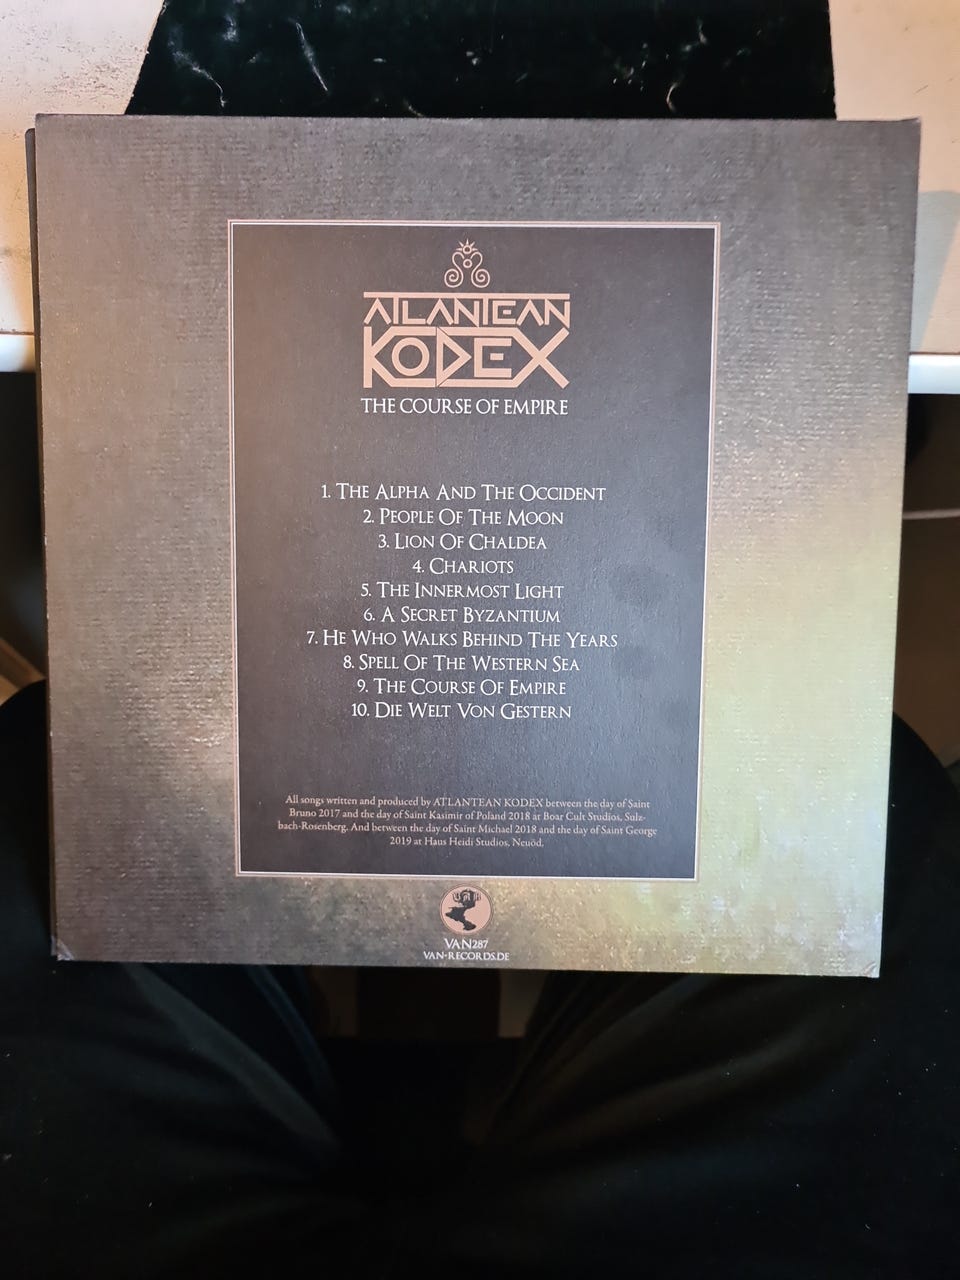 ATLANTEAN
KODEX
THE COURSE OF EMPIRE
1. The Alpha And The Occident
2. People Of The Moon
3. Lion Of Chaldea
4. Chariots
5. The Innermost Light
6. A Secret Byzantium
7. He Who Walks Behind The Years
8. Spell Of The Western Sea
9. The Course Of Empire
10. Die Welt Von Gestern
All songs written and produced by ATLANTEAN KODEX between the day of Saint
Bruno 2017 and the day of Saint Kasimir of Poland 2018 at Boar Cult Studios, Sulz-
bach-Rosenberg. And between the day of Saint Michael 2018 and the day of Saint George
2019 at Haus Heidi Studios, Neuöd.
VAN
VAN287
VAN-RECORDS.DE